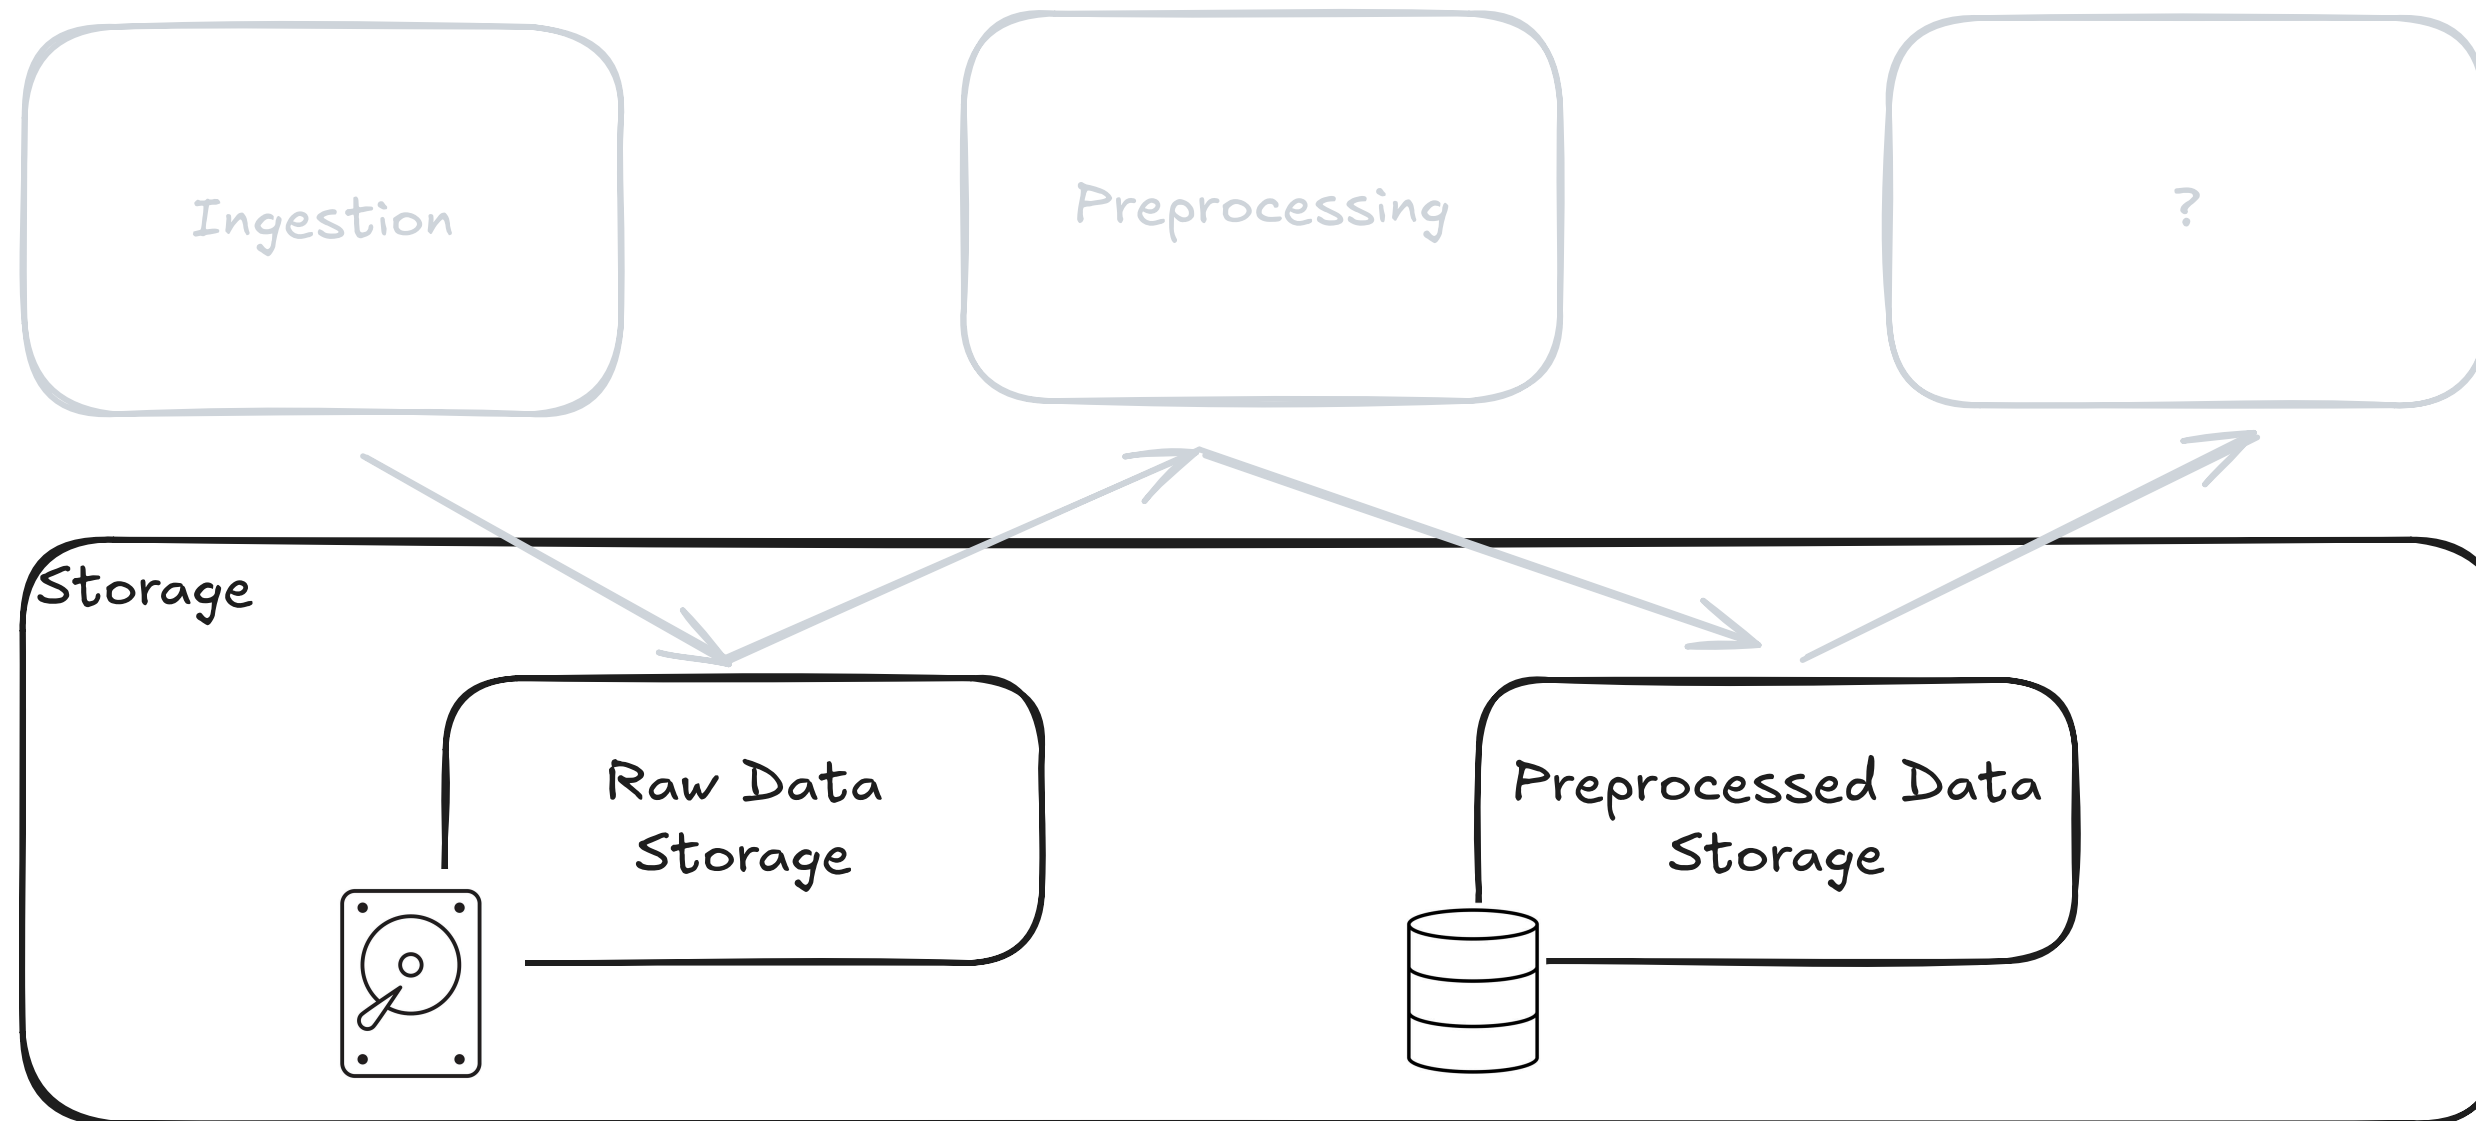 Ingestion
Preprocessing
?
Storage
Raw Data
Storage
Preprocessed Data
Storage